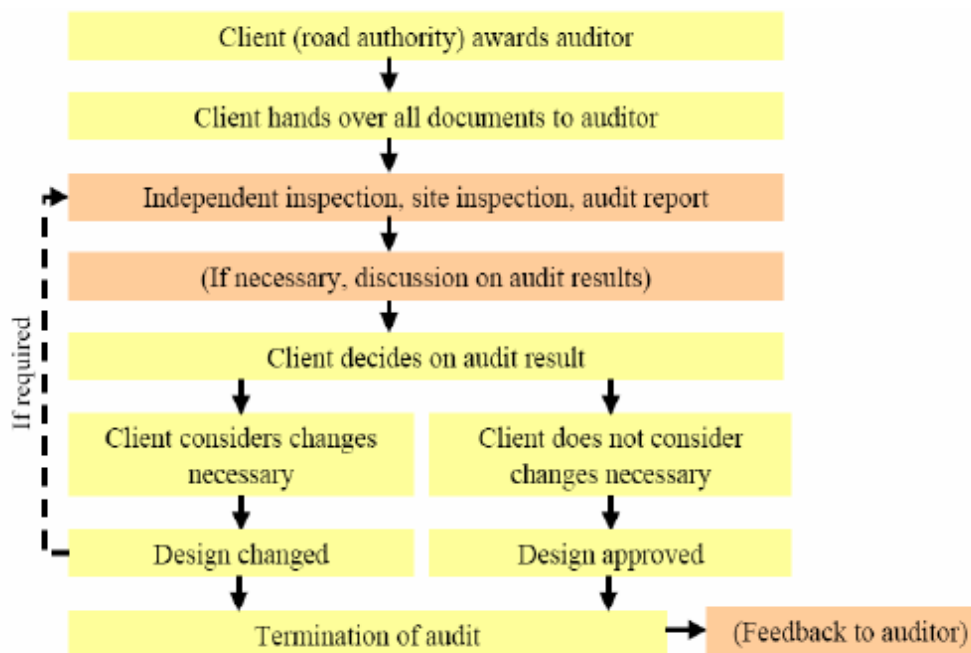 Client (road authority) awards auditor
Client hands over all documents to auditor
Independent inspection, site inspection, audit report
(If necessary, discussion on audit results)
Client decides on audit result
If required
Client considers changes
necessary
Client does not consider
changes necessary
Design changed
Design approved
Termination of audit
(Feedback to auditor)